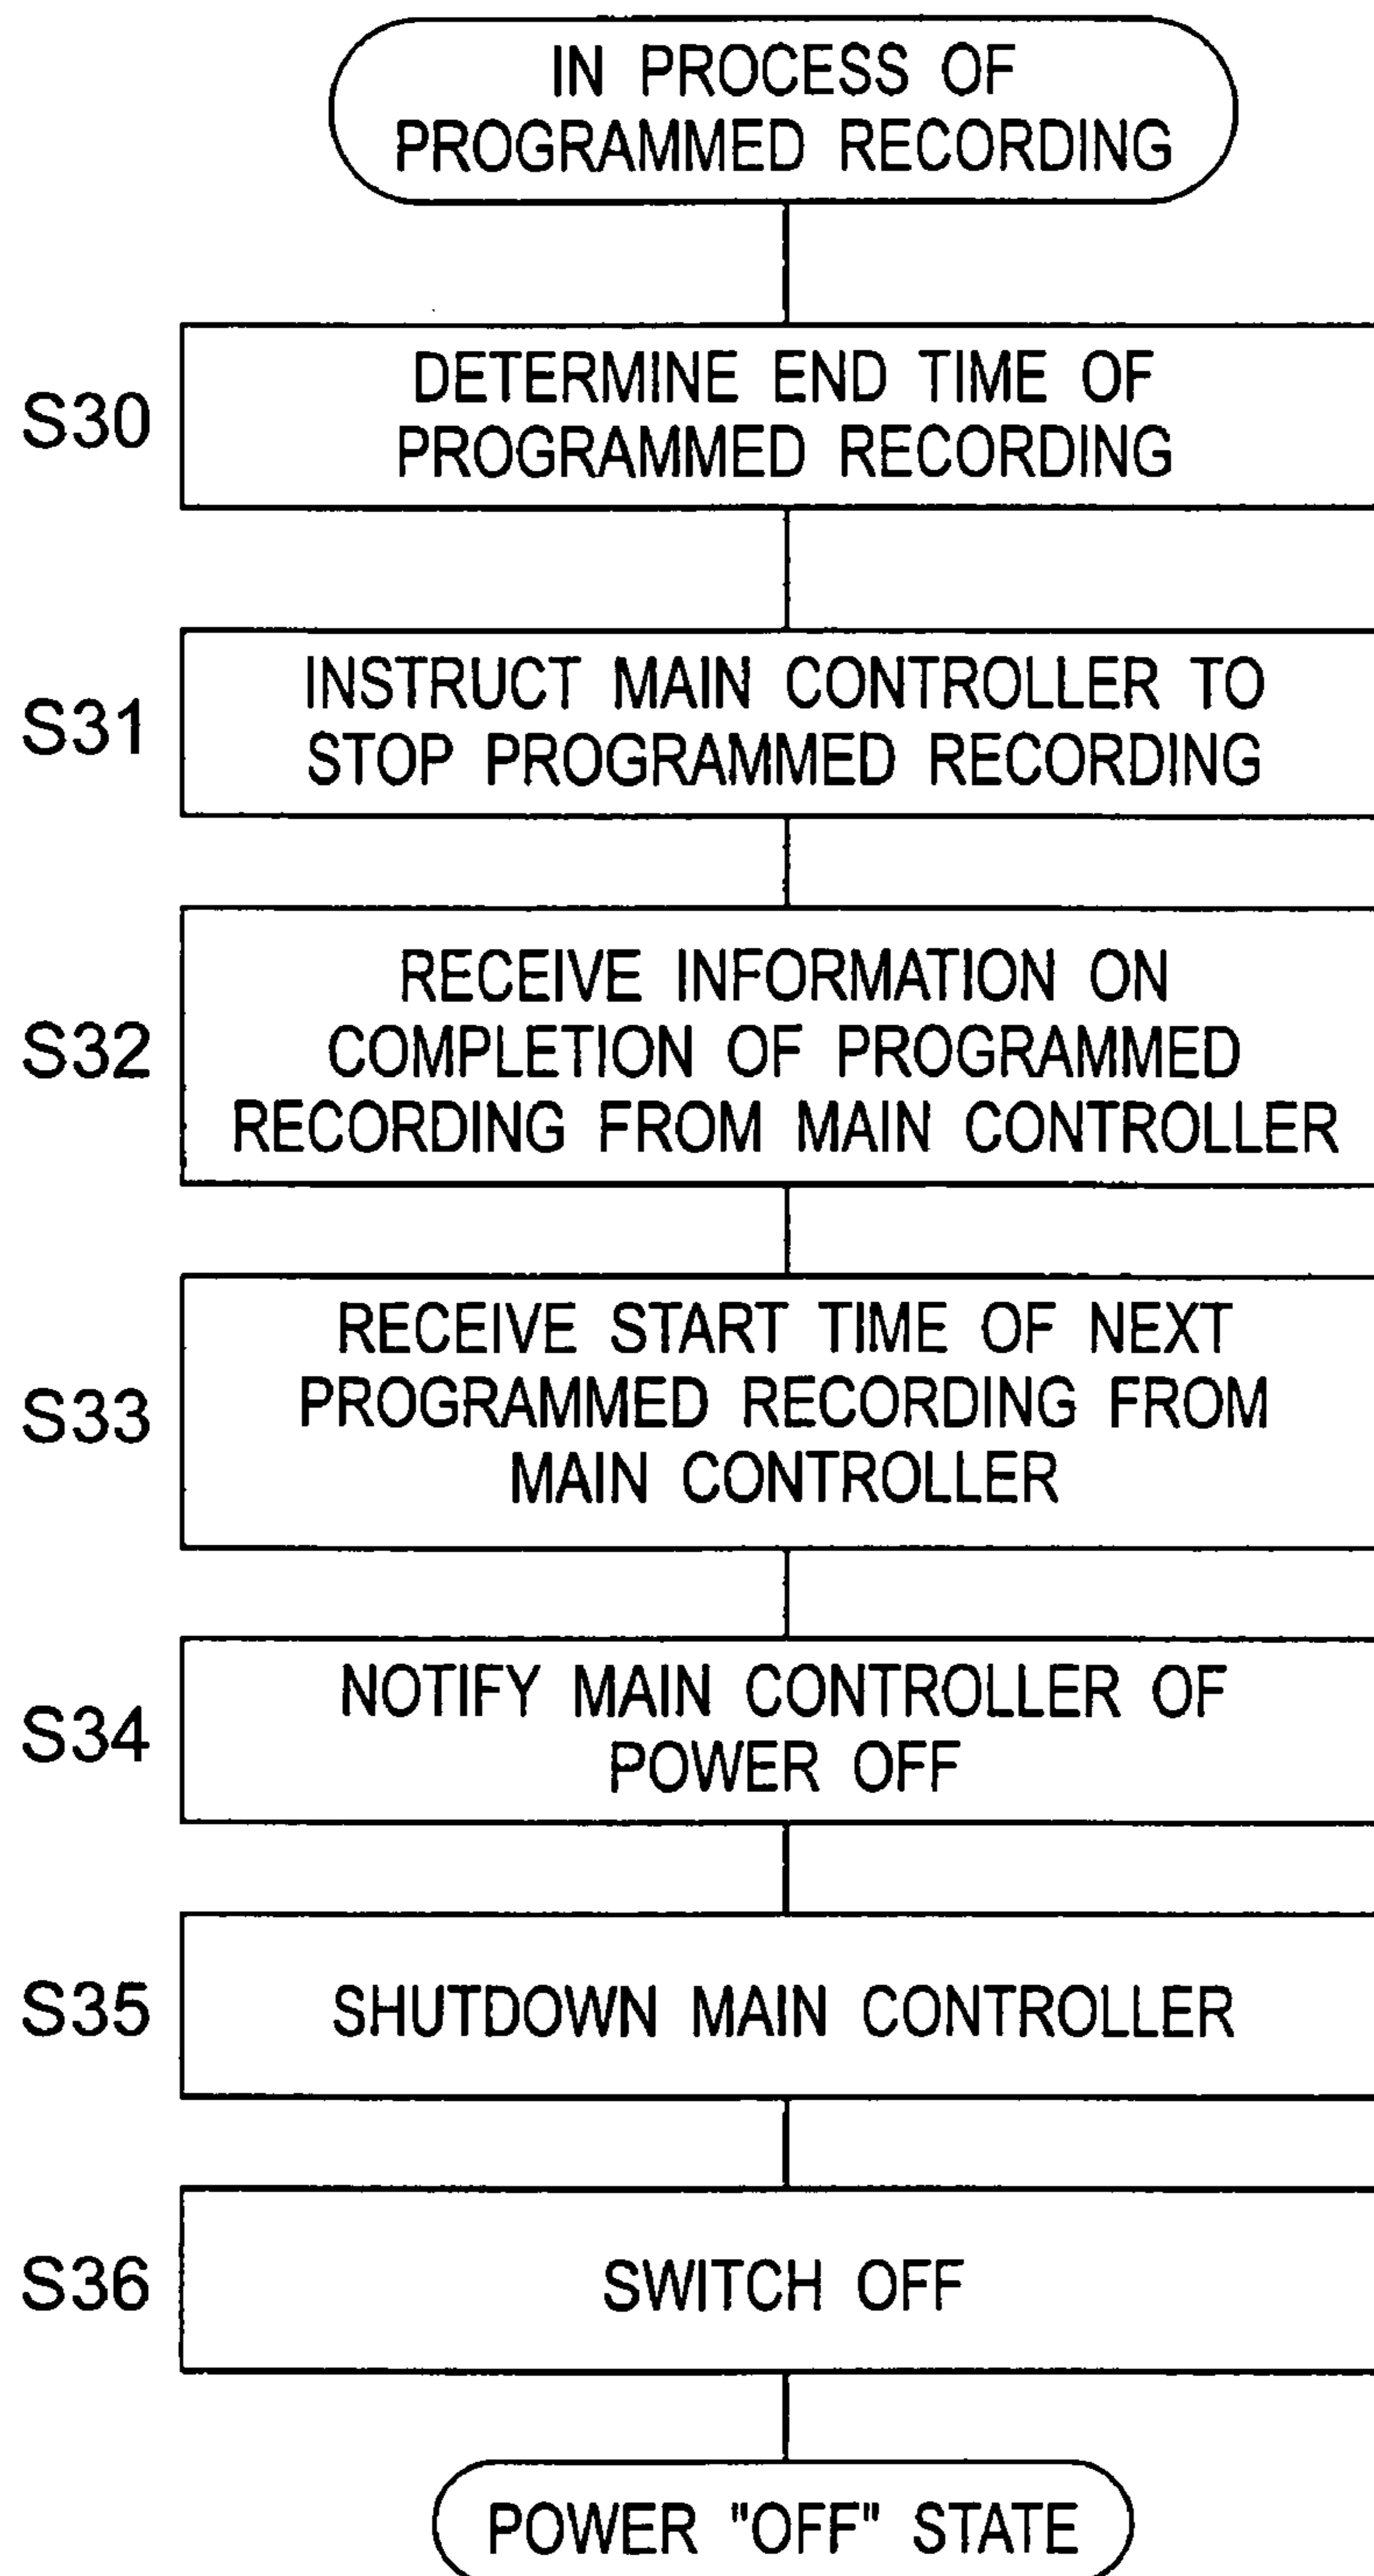 IN PROCESS OF
PROGRAMMED RECORDING
S30
DETERMINE END TIME OF
PROGRAMMED RECORDING
S31
INSTRUCT MAIN CONTROLLER TO
STOP PROGRAMMED RECORDING
S32
RECEIVE INFORMATION ON
COMPLETION OF PROGRAMMED
RECORDING FROM MAIN CONTROLLER
S33
RECEIVE START TIME OF NEXT
PROGRAMMED RECORDING FROM
MAIN CONTROLLER
S34
NOTIFY MAIN CONTROLLER OF
POWER OFF
S35
SHUTDOWN MAIN CONTROLLER
S36
SWITCH OFF
POWER "OFF" STATE